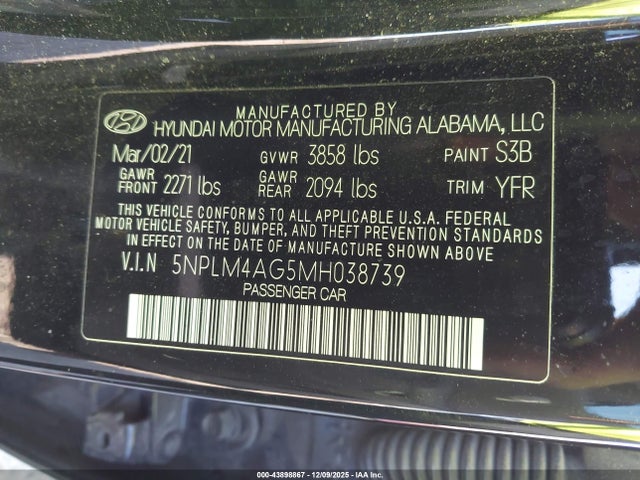 MANUFACTURED BY
HYUNDAI MOTOR MANUFACTURING ALABAMA, LLC
Mar/02/21 GVWR 3858 lbs PAINT S3B
GAWR FRONT 2271 lbs GAWR REAR 2094 lbs TRIM YFR
THIS VEHICLE CONFORMS TO ALL APPLICABLE U.S.A. FEDERAL
MOTOR VEHICLE SAFETY, BUMPER, AND THEFT PREVENTION STANDARDS
IN EFFECT ON THE DATE OF MANUFACTURE SHOWN ABOVE
V.I.N 5NPLM4AG5MH038739
PASSENGER CAR
000-43898867 - 12/09/2025 - IAA Inc.